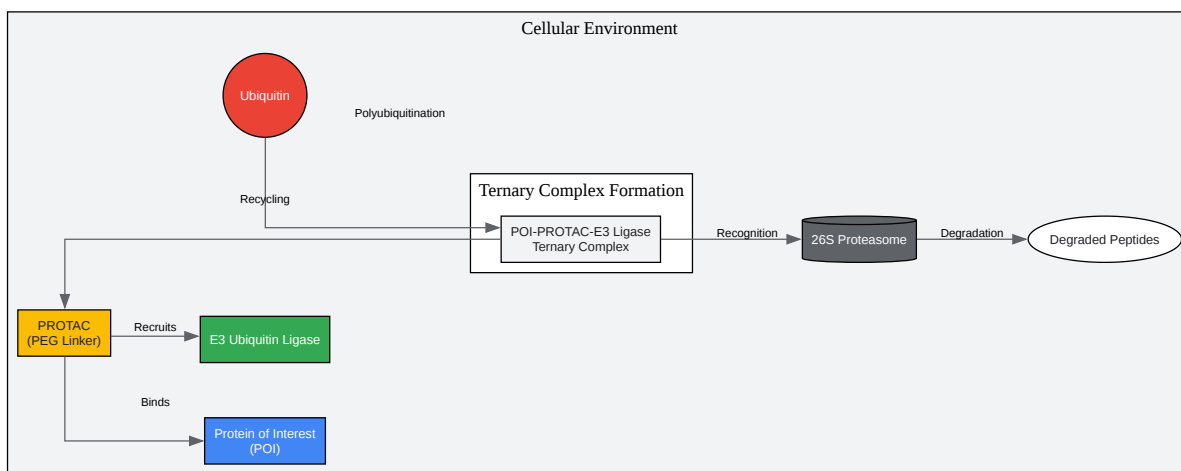 Cellular Environment
Ubiquitin
Polyubiquitination
Recycling
Ternary Complex Formation
POI-PROTAC-E3 Ligase
Ternary Complex
Recognition
26S Proteasome
Degradation
Degraded Peptides
PROTAC
(PEG Linker)
Recruits
E3 Ubiquitin Ligase
Binds
Protein of Interest
(POI)